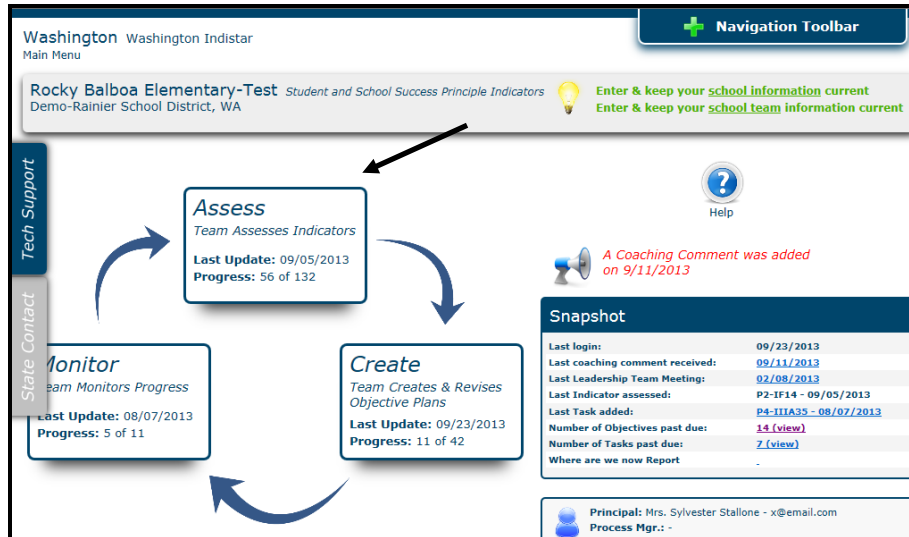 Navigation Toolbar
Washington Washington Indistar
Main Menu
Rocky Balboa Elementary-Test Student and School Success Principle Indicators
Demo-Rainier School District, WA
Enter & keep your school information current
Enter & keep your school team information current
Tech Support
State Contact
Help
Assess
Team Assesses Indicators
Last Update: 09/05/2013
Progress: 56 of 132
A Coaching Comment was added
on 9/11/2013
Monitor
Team Monitors Progress
Last Update: 08/07/2013
Progress: 5 of 11
Create
Team Creates & Revises
Objective Plans
Last Update: 09/23/2013
Progress: 11 of 42
Snapshot
Last login: 09/23/2013
Last coaching comment received: 09/11/2013
Last Leadership Team Meeting: 02/08/2013
Last Indicator assessed: P2-IF14 - 09/05/2013
Last Task added: P4-IIIA35 - 08/07/2013
Number of Objectives past due: 14 (view)
Number of Tasks past due: 7 (view)
Where are we now Report -
Principal: Mrs. Sylvester Stallone - x@email.com
Process Mgr.: -